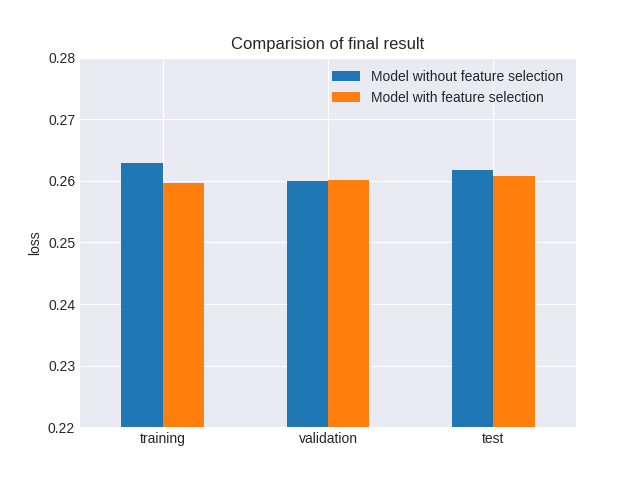 Comparision of final result
0.28
0.27
0.26
0.25
0.24
0.23
0.22
loss
Model without feature selection
Model with feature selection
training
validation
test